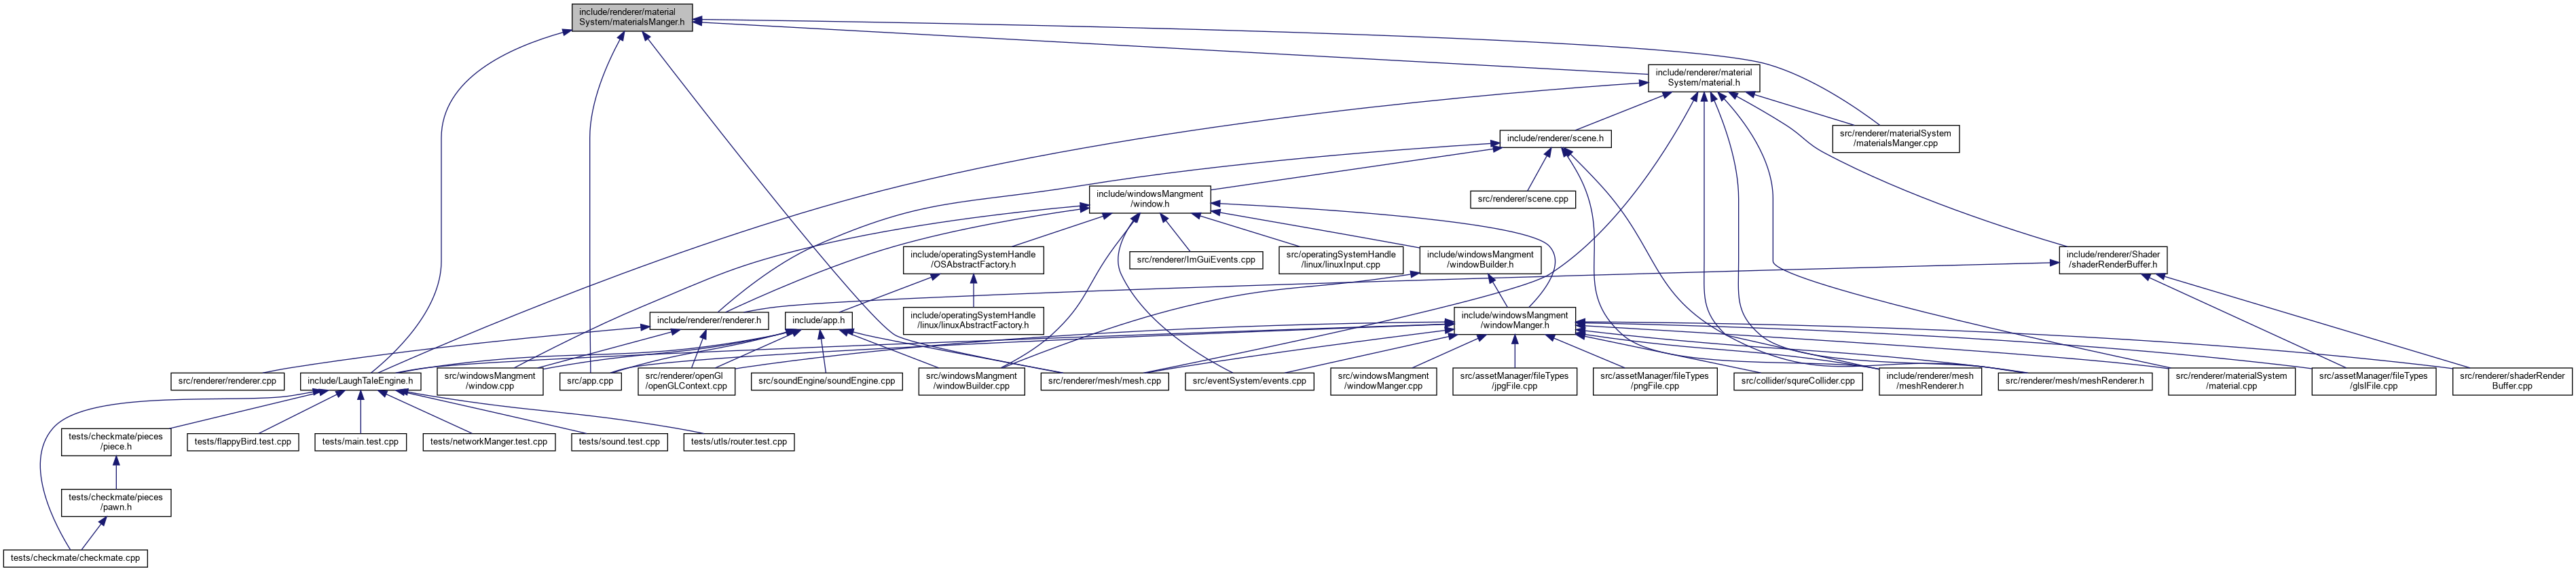 include/renderer/material
System/materialsManger.h
include/renderer/material
System/material.h
src/renderer/materialSystem
/materialsManger.cpp
include/renderer/scene.h
include/windowsMangment
/window.h
src/renderer/scene.cpp
include/operatingSystemHandle
/OSAbstractFactory.h
src/renderer/ImGuiEvents.cpp
src/operatingSystemHandle
/linux/linuxInput.cpp
include/windowsMangment
/windowBuilder.h
include/renderer/Shader
/shaderRenderBuffer.h
include/renderer/renderer.h
include/app.h
include/operatingSystemHandle
/linux/linuxAbstractFactory.h
include/windowsMangment
/windowManger.h
src/renderer/renderer.cpp
include/LaughTaleEngine.h
src/windowsMangment
/window.cpp
src/app.cpp
src/renderer/openGl
/openGLContext.cpp
src/soundEngine/soundEngine.cpp
src/windowsMangment
/windowBuilder.cpp
src/renderer/mesh/mesh.cpp
src/eventSystem/events.cpp
src/windowsMangment
/windowManger.cpp
src/assetManager/fileTypes
/jpgFile.cpp
src/assetManager/fileTypes
/pngFile.cpp
src/collider/squreCollider.cpp
include/renderer/mesh
/meshRenderer.h
src/renderer/mesh/meshRenderer.h
src/renderer/materialSystem
/material.cpp
src/assetManager/fileTypes
/glslFile.cpp
src/renderer/shaderRender
Buffer.cpp
tests/checkmate/pieces
/piece.h
tests/flappyBird.test.cpp
tests/main.test.cpp
tests/networkManger.test.cpp
tests/sound.test.cpp
tests/utls/router.test.cpp
tests/checkmate/pieces
/pawn.h
tests/checkmate/checkmate.cpp